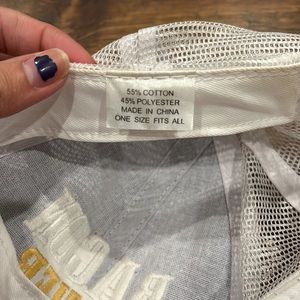 55% COTTON
45% POLYESTER
MADE IN CHINA
ONE SIZE FITS ALL